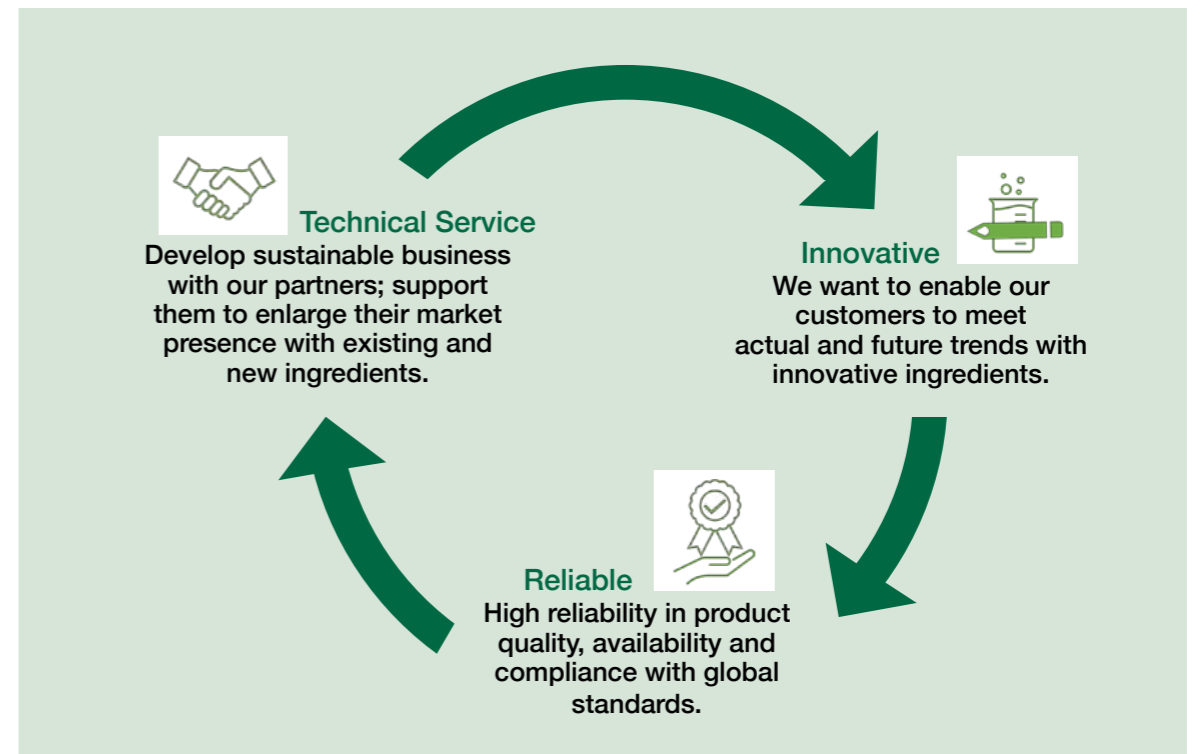 Technical Service
Develop sustainable business
with our partners; support
them to enlarge their market
presence with existing and
new ingredients.
Innovative
We want to enable our
customers to meet
actual and future trends with
innovative ingredients.
Reliable
High reliability in product
quality, availability and
compliance with global
standards.